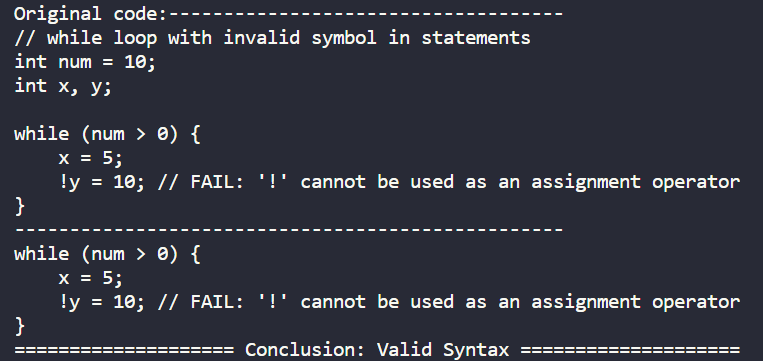 Original code:------------------------------------
// while loop with invalid symbol in statements
int num = 10;
int x, y;

while (num > 0) {
    x = 5;
    !y = 10; // FAIL: '!' cannot be used as an assignment operator
}
--------------------------------------------------
while (num > 0) {
    x = 5;
    !y = 10; // FAIL: '!' cannot be used as an assignment operator
}
==================== Conclusion: Valid Syntax ====================